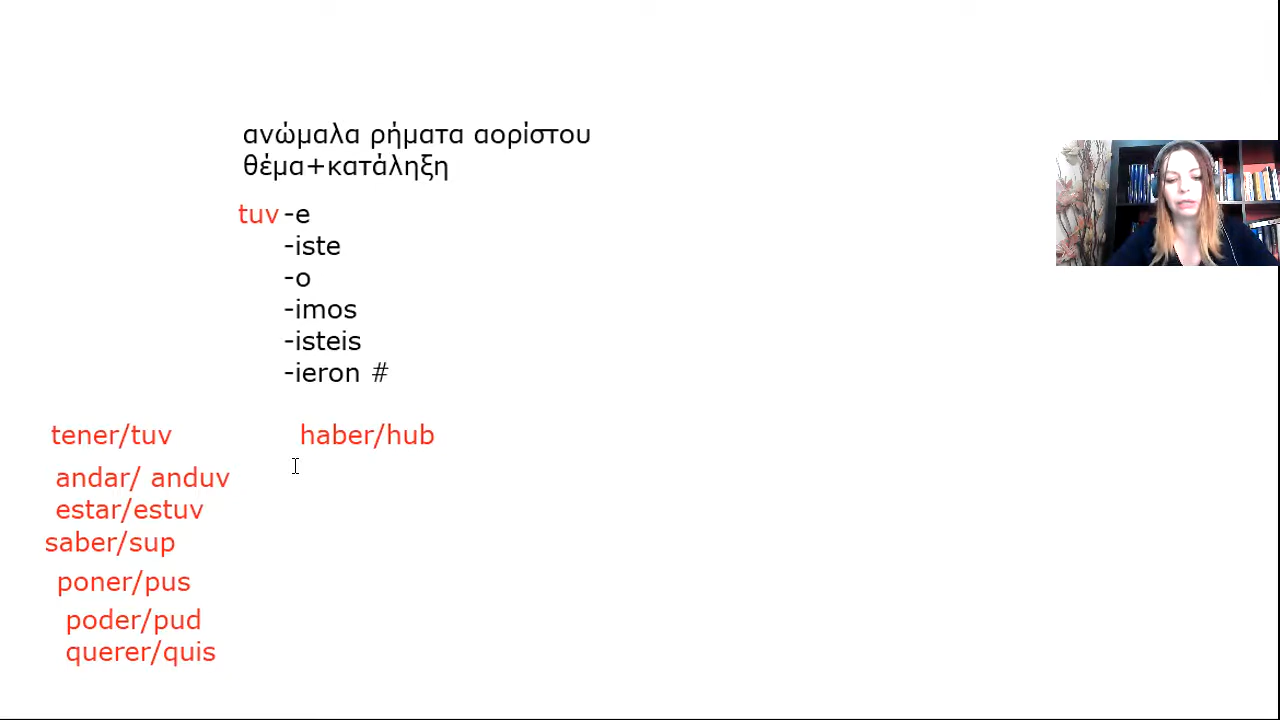 ανώμαλα ρήματα αορίστου
θέμα+κατάληξη
tuv -e
-iste
-o
-imos
-isteis
-ieron #
tener/tuv
haber/hub
andar/ anduv
estar/estuv
saber/sup
poner/pus
poder/pud
querer/quis